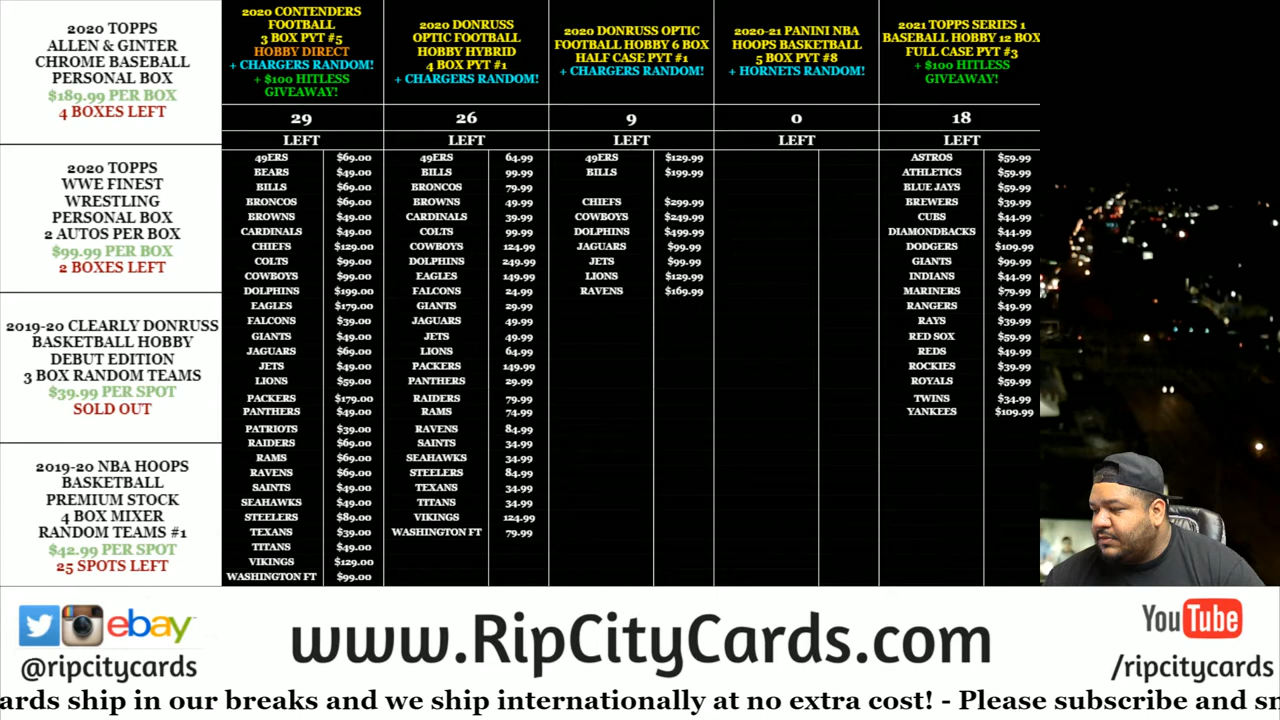 2020 TOPPS
ALLEN & GINTER
CHROME BASEBALL
PERSONAL BOX
$189.99 PER BOX
4 BOXES LEFT
2020 TOPPS
WWE FINEST
WRESTLING
PERSONAL BOX
2 AUTOS PER BOX
$99.99 PER BOX
2 BOXES LEFT
2019-20 CLEARLY DONRUSS
BASKETBALL HOBBY
DEBUT EDITION
3 BOX RANDOM TEAMS
$39.99 PER SPOT
SOLD OUT
2019-20 NBA HOOPS
BASKETBALL
PREMIUM STOCK
4 BOX MIXER
RANDOM TEAMS #1
$42.99 PER SPOT
25 SPOTS LEFT
2020 CONTENDERS
FOOTBALL
3 BOX PYT #5
HOBBY DIRECT
+ CHARGERS RANDOM!
+ $100 HITLESS
GIVEAWAY!
29
LEFT
49ERS $69.00
BEARS $49.00
BILLS $69.00
BRONCOS $69.00
BROWNS $49.00
CARDINALS $49.00
CHIEFS $129.00
COLTS $99.00
COWBOYS $99.00
DOLPHINS $199.00
EAGLES $179.00
FALCONS $39.00
GIANTS $49.00
JAGUARS $69.00
JETS $49.00
LIONS $59.00
PACKERS $179.00
PANTHERS $49.00
PATRIOTS $39.00
RAIDERS $69.00
RAMS $69.00
RAVENS $69.00
SAINTS $49.00
SEAHAWKS $49.00
STEELERS $89.00
TEXANS $39.00
TITANS $49.00
VIKINGS $129.00
WASHINGTON FT $99.00
2020 DONRUSS
OPTIC FOOTBALL
HOBBY HYBRID
4 BOX PYT #1
+ CHARGERS RANDOM!
26
LEFT
49ERS 64.99
BILLS 99.99
BRONCOS 79.99
BROWNS 49.99
CARDINALS 39.99
COLTS 99.99
COWBOYS 124.99
DOLPHINS 249.99
EAGLES 149.99
FALCONS 24.99
GIANTS 29.99
JAGUARS 49.99
JETS 49.99
LIONS 64.99
PACKERS 149.99
PANTHERS 29.99
RAIDERS 79.99
RAMS 74.99
RAVENS 84.99
SAINTS 34.99
SEAHAWKS 34.99
STEELERS 84.99
TEXANS 34.99
TITANS 34.99
VIKINGS 124.99
WASHINGTON FT 79.99
2020 DONRUSS OPTIC
FOOTBALL HOBBY 6 BOX
HALF CASE PYT #1
+ CHARGERS RANDOM!
9
LEFT
49ERS $129.99
BILLS $199.99
CHIEFS $299.99
COWBOYS $249.99
DOLPHINS $499.99
JAGUARS $99.99
JETS $99.99
LIONS $129.99
RAVENS $169.99
2020-21 PANINI NBA
HOOPS BASKETBALL
5 BOX PYT #8
+ HORNETS RANDOM!
0
LEFT
2021 TOPPS SERIES 1
BASEBALL HOBBY 12 BOX
FULL CASE PYT #3
+ $100 HITLESS
GIVEAWAY!
18
LEFT
ASTROS $59.99
ATHLETICS $59.99
BLUE JAYS $59.99
BREWERS $39.99
CUBS $44.99
DIAMONDBACKS $44.99
DODGERS $109.99
GIANTS $99.99
INDIANS $44.99
MARINERS $79.99
RANGERS $49.99
RAYS $39.99
RED SOX $59.99
REDS $49.99
ROCKIES $39.99
ROYALS $59.99
TWINS $34.99
YANKEES $109.99
ebay
@ripcitycards
www.RipCityCards.com
YouTube
/ripcitycards
ards ship in our breaks and we ship internationally at no extra cost! - Please subscribe and sm